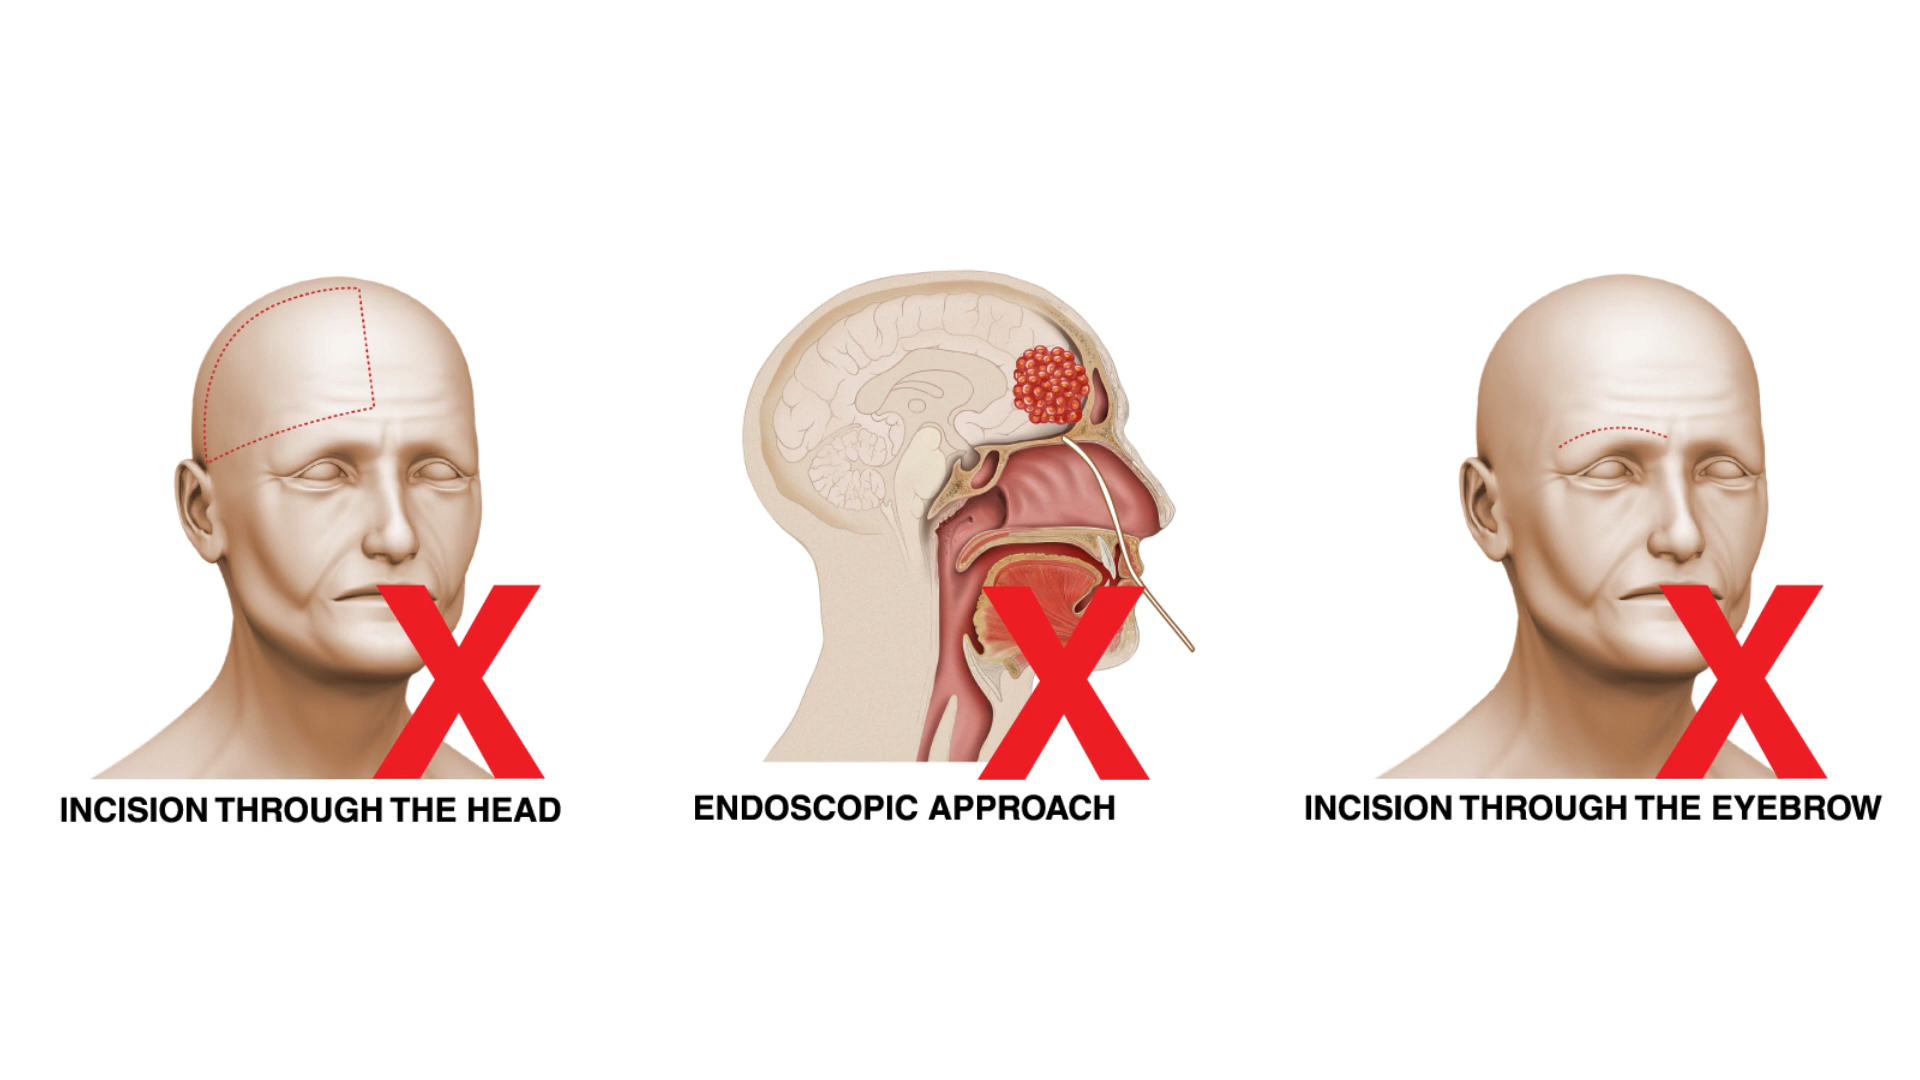 INCISION THROUGH THE HEAD
ENDOSCOPIC APPROACH
INCISION THROUGH THE EYEBROW